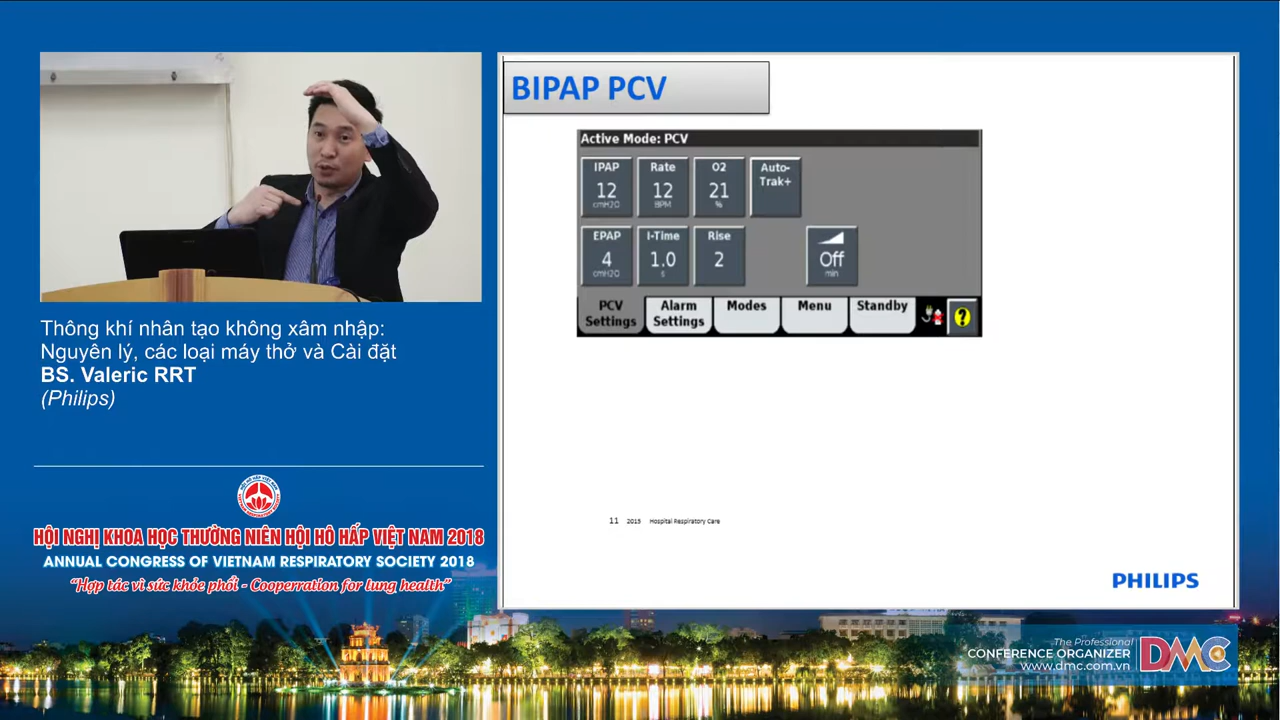 BIPAP PCV
Active Mode: PCV
IPAP
12
cmH2O
Rate
12
BPM
O2
21
%
Auto-
Trak+
EPAP
4
cmH2O
I-Time
1.0
s
Rise
2
Off
min
PCV
Settings
Alarm
Settings
Modes
Menu
Standby
?
11 2015 Hospital Respiratory Care
PHILIPS
Thông khí nhân tạo không xâm nhập:
Nguyên lý, các loại máy thở và Cài đặt
BS. Valeric RRT
(Philips)
HỘI NGHỊ KHOA HỌC THƯỜNG NIÊN HỘI HÔ HẤP VIỆT NAM 2018
ANNUAL CONGRESS OF VIETNAM RESPIRATORY SOCIETY 2018
“Hợp tác vì sức khỏe phổi - Cooperration for lung health”
The Professional
CONFERENCE ORGANIZER
www.dmc.com.vn
DMC